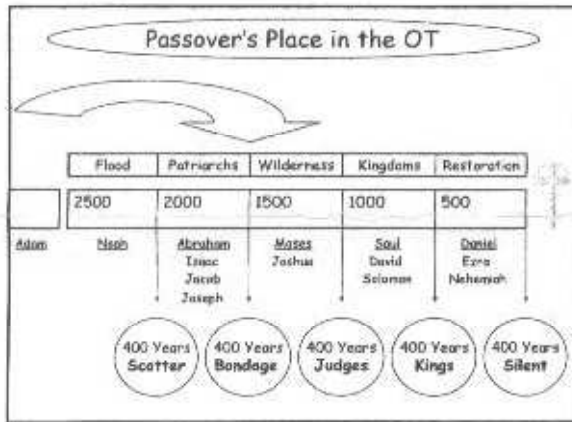 Passover's Place in the OT
Flood Patriarchs Wilderness Kingdoms Restoration
2500 2000 1500 1000 500
Adam Noah Abraham Moses Saul Daniel
Isaac Joshua David Ezra
Jacob Solomon Nehemiah
Joseph
400 Years 400 Years 400 Years 400 Years 400 Years
Scatter Bondage Judges Kings Silent